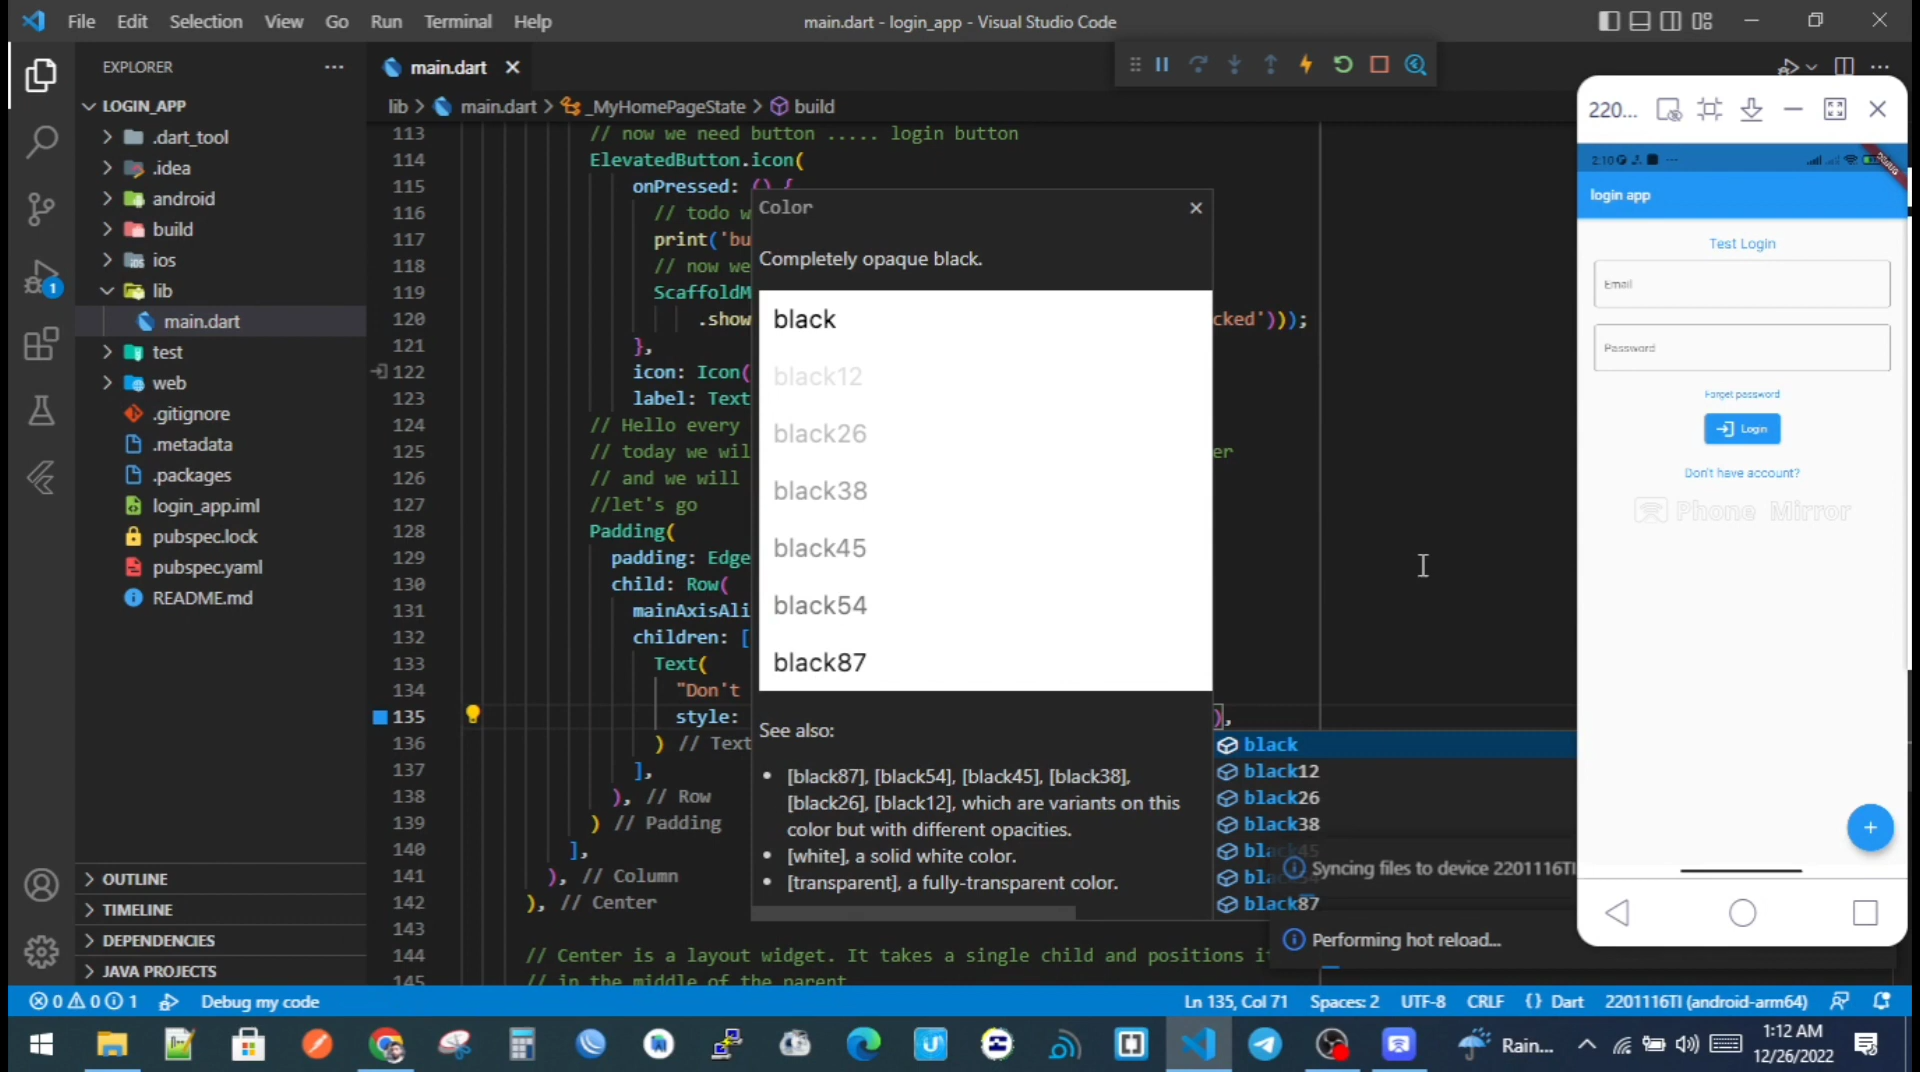 File Edit Selection View Go Run Terminal Help
main.dart - login_app - Visual Studio Code
EXPLORER
LOGIN_APP
.dart_tool
.idea
android
build
ios
lib
main.dart
test
web
.gitignore
.metadata
.packages
login_app.iml
pubspec.lock
pubspec.yaml
README.md
OUTLINE
TIMELINE
DEPENDENCIES
JAVA PROJECTS
1
main.dart
lib > main.dart > _MyHomePageState > build
113 // now we need button ..... login button
114 ElevatedButton.icon(
115 onPressed: () {
116 // todo w
117 print('bu
118 // now we
119 ScaffoldM
120 .show cked')));
121 },
122 icon: Icon(
123 label: Text
124 // Hello every
125 // today we wil er
126 // and we will
127 //let's go
128 Padding(
129 padding: Edge
130 child: Row(
131 mainAxisAli
132 children: [
133 Text(
134 "Don't
135 style: ),
136 ) // Text
137 ],
138 ), // Row
139 ) // Padding
140 ],
141 ), // Column
142 ), // Center
143
144 // Center is a layout widget. It takes a single child and positions i
145 // in the middle of the parent
Color
Completely opaque black.
black
black12
black26
black38
black45
black54
black87
See also:
• [black87], [black54], [black45], [black38],
[black26], [black12], which are variants on this
color but with different opacities.
• [white], a solid white color.
• [transparent], a fully-transparent color.
black
black12
black26
black38
black45
bla
black87
Syncing files to device 2201116TI
Performing hot reload...
220...
2:10
DEBUG
login app
Test Login
Email
Password
Forget password
Login
Don't have account?
Phone Mirror
+
0 0 1 Debug my code
Ln 135, Col 71 Spaces: 2 UTF-8 CRLF {} Dart 2201116TI (android-arm64)
Rain...
1:12 AM
12/26/2022